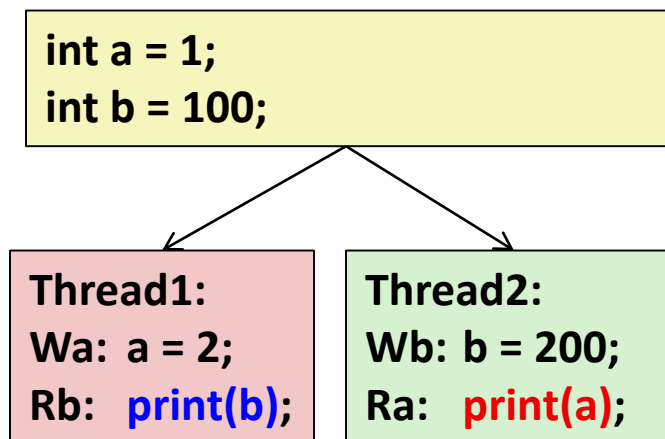 int a = 1;
int b = 100;
Thread1:
Wa: a = 2;
Rb: print(b);
Thread2:
Wb: b = 200;
Ra: print(a);